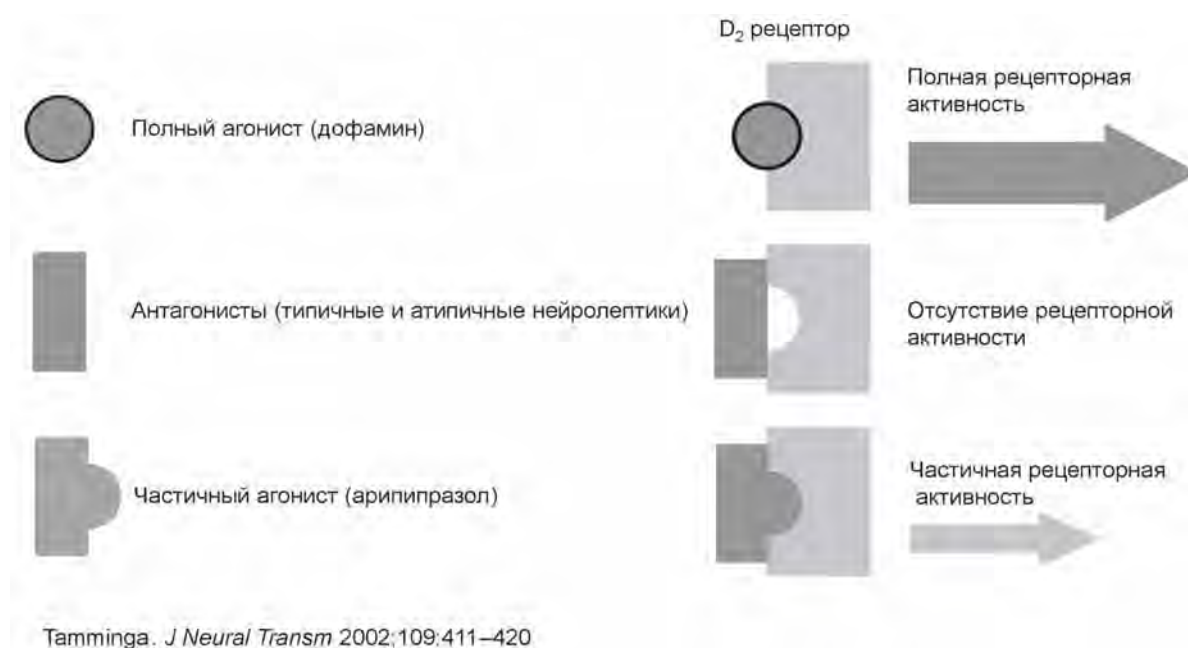 D₂ рецептор
Полный агонист (дофамин)
Полная рецепторная
активность
Антагонисты (типичные и атипичные нейролептики)
Отсутствие рецепторной
активности
Частичный агонист (арипипразол)
Частичная рецепторная
активность
Tamminga. J Neural Transm 2002;109:411–420